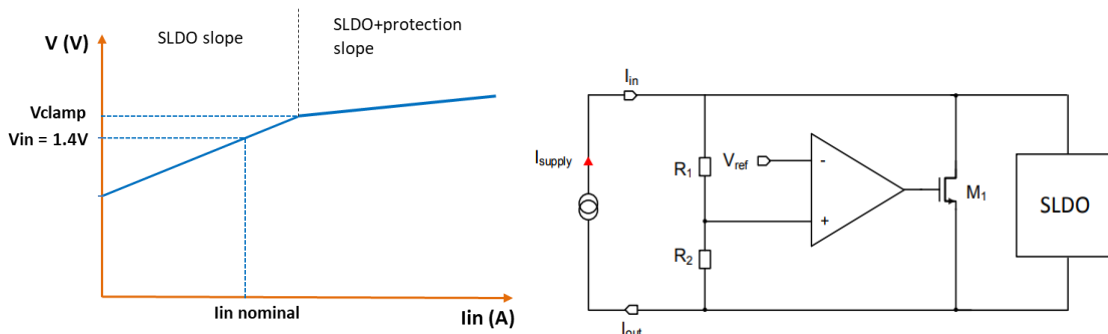 SLDO slope
SLDO+protection
slope
V (V)
Vclamp
Vin = 1.4V
Iin nominal
Iin (A)
Iin
Isupply
R1
Vref
-
+
M1
SLDO
R2
Iout